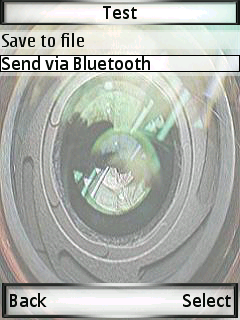 Test
Save to file
Send via Bluetooth
Back
Select